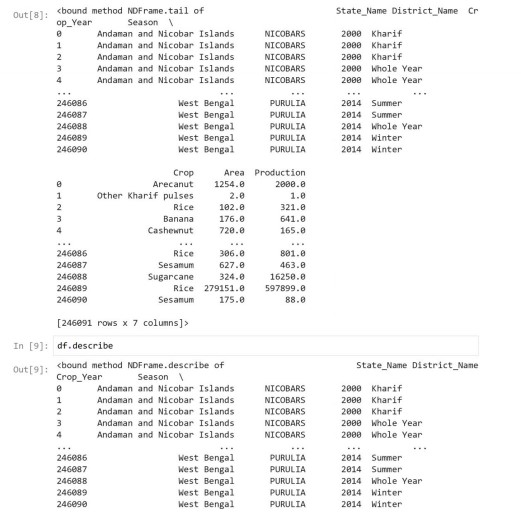 Out[8]: <bound method NDFrame.tail of State_Name District_Name Cr
op_Year Season \
0 Andaman and Nicobar Islands NICOBARS 2000 Kharif
1 Andaman and Nicobar Islands NICOBARS 2000 Kharif
2 Andaman and Nicobar Islands NICOBARS 2000 Kharif
3 Andaman and Nicobar Islands NICOBARS 2000 Whole Year
4 Andaman and Nicobar Islands NICOBARS 2000 Whole Year
... ... ... ... ...
246086 West Bengal PURULIA 2014 Summer
246087 West Bengal PURULIA 2014 Summer
246088 West Bengal PURULIA 2014 Whole Year
246089 West Bengal PURULIA 2014 Winter
246090 West Bengal PURULIA 2014 Winter
Crop Area Production
0 Arecanut 1254.0 2000.0
1 Other Kharif pulses 2.0 1.0
2 Rice 102.0 321.0
3 Banana 176.0 641.0
4 Cashewnut 720.0 165.0
... ... ... ...
246086 Rice 306.0 801.0
246087 Sesamum 627.0 463.0
246088 Sugarcane 324.0 16250.0
246089 Rice 279151.0 597899.0
246090 Sesamum 175.0 88.0
[246091 rows x 7 columns]>
In [9]: df.describe
Out[9]: <bound method NDFrame.describe of State_Name District_Name
Crop_Year Season \
0 Andaman and Nicobar Islands NICOBARS 2000 Kharif
1 Andaman and Nicobar Islands NICOBARS 2000 Kharif
2 Andaman and Nicobar Islands NICOBARS 2000 Kharif
3 Andaman and Nicobar Islands NICOBARS 2000 Whole Year
4 Andaman and Nicobar Islands NICOBARS 2000 Whole Year
... ... ... ... ...
246086 West Bengal PURULIA 2014 Summer
246087 West Bengal PURULIA 2014 Summer
246088 West Bengal PURULIA 2014 Whole Year
246089 West Bengal PURULIA 2014 Winter
246090 West Bengal PURULIA 2014 Winter